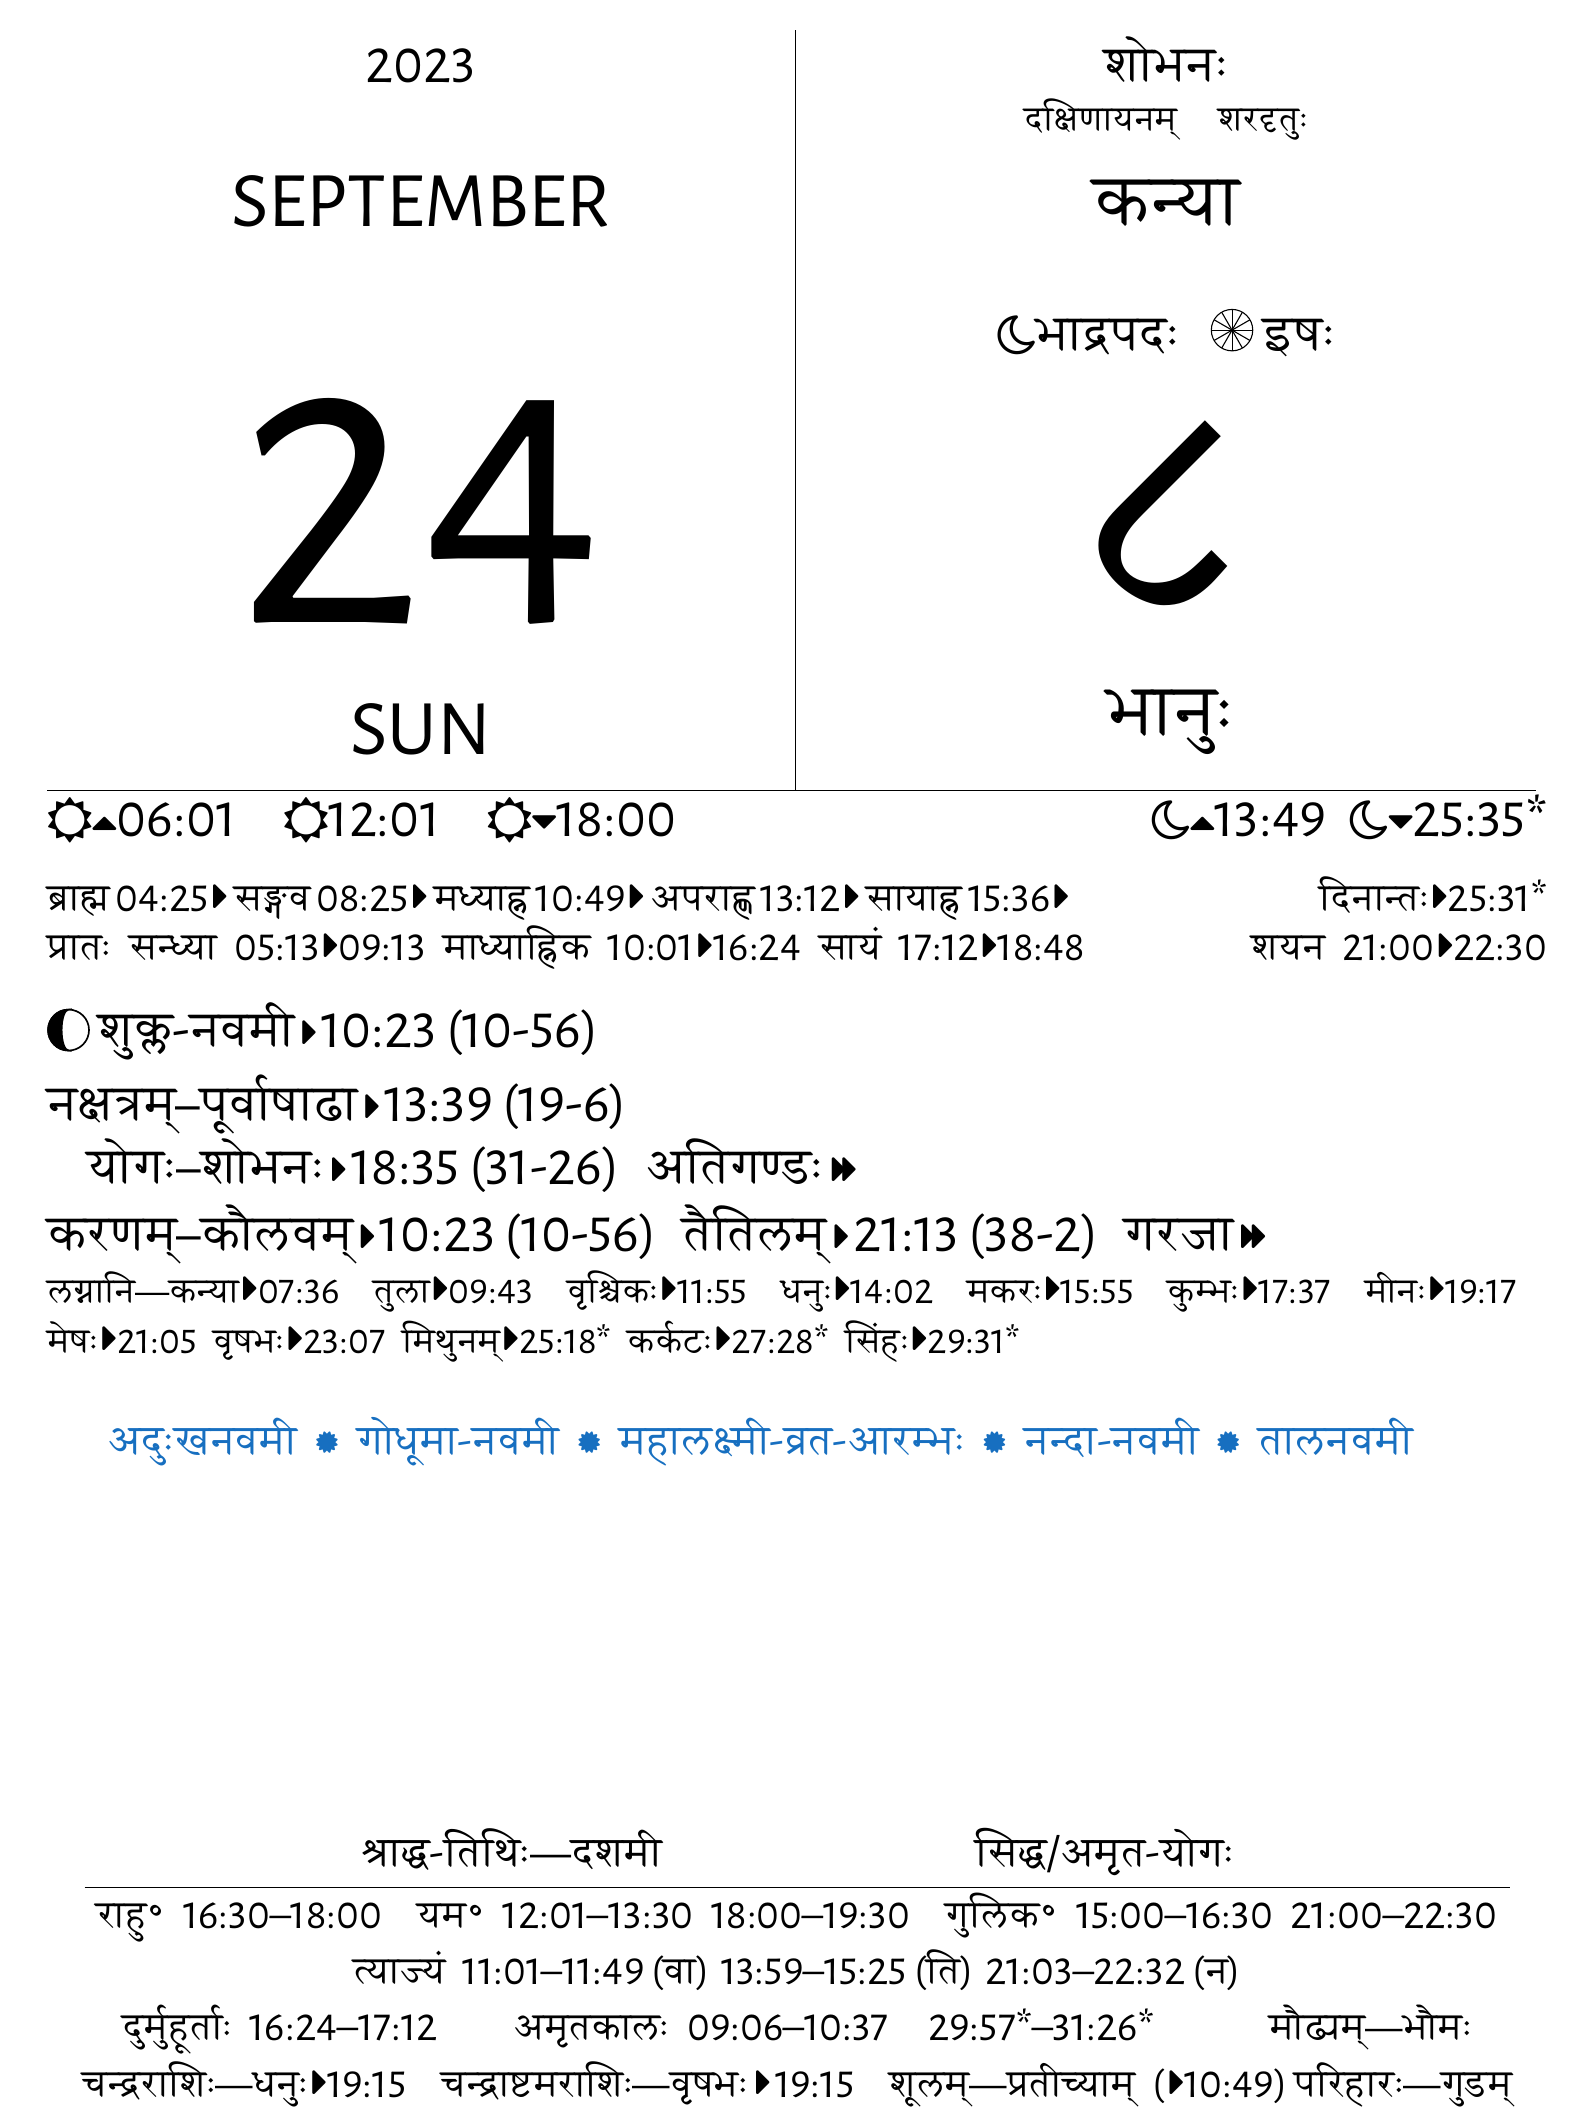 2023
SEPTEMBER
24
SUN
शोभनः
दक्षिणायनम् शरदृतुः
कन्या
भाद्रपदः इषः
८
भानुः
06:01 12:01 18:00 13:49 25:35*
ब्राह्म 04:25 सङ्गव 08:25 मध्याह्न 10:49 अपराह्ण 13:12 सायाह्न 15:36 दिनान्तः 25:31*
प्रातः सन्ध्या 05:13 09:13 माध्याह्निक 10:01 16:24 सायं 17:12 18:48 शयन 21:00 22:30
शुक्ल-नवमी 10:23 (10-56)
नक्षत्रम्–पूर्वाषाढा 13:39 (19-6)
योगः–शोभनः 18:35 (31-26) अतिगण्डः
करणम्–कौलवम् 10:23 (10-56) तैतिलम् 21:13 (38-2) गरजा
लग्नानि—कन्या 07:36 तुला 09:43 वृश्चिकः 11:55 धनुः 14:02 मकरः 15:55 कुम्भः 17:37 मीनः 19:17
मेषः 21:05 वृषभः 23:07 मिथुनम् 25:18* कर्कटः 27:28* सिंहः 29:31*
अदुःखनवमी ✹ गोधूमा-नवमी ✹ महालक्ष्मी-व्रत-आरम्भः ✹ नन्दा-नवमी ✹ तालनवमी
श्राद्ध-तिथिः—दशमी सिद्ध/अमृत-योगः
राहु॰ 16:30–18:00 यम॰ 12:01–13:30 18:00–19:30 गुलिक॰ 15:00–16:30 21:00–22:30
त्याज्यं 11:01–11:49 (वा) 13:59–15:25 (ति) 21:03–22:32 (न)
दुर्मुहूर्ताः 16:24–17:12 अमृतकालः 09:06–10:37 29:57*–31:26* मौढ्यम्—भौमः
चन्द्रराशिः—धनुः 19:15 चन्द्राष्टमराशिः—वृषभः 19:15 शूलम्—प्रतीच्याम् (10:49) परिहारः—गुडम्